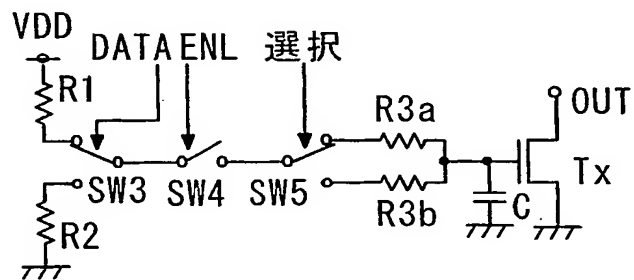 VDD
DATA ENL 選択
R1
R3a
OUT
SW3 SW4 SW5
Tx
R3b
C
R2